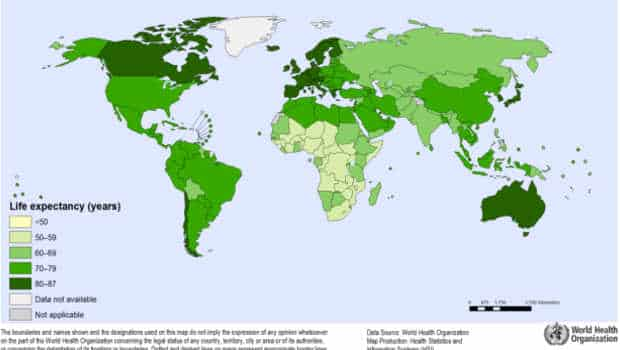 Life expectancy (years)
<50
50–59
60–69
70–79
80–87
Data not available
Not applicable
The boundaries and names shown and the designations used on this map do not imply the expression of any opinion whatsoever
on the part of the World Health Organization concerning the legal status of any country, territory, city or area or of its authorities,
Data Source: World Health Organization
Map Production: Health Statistics and
World Health
Organization